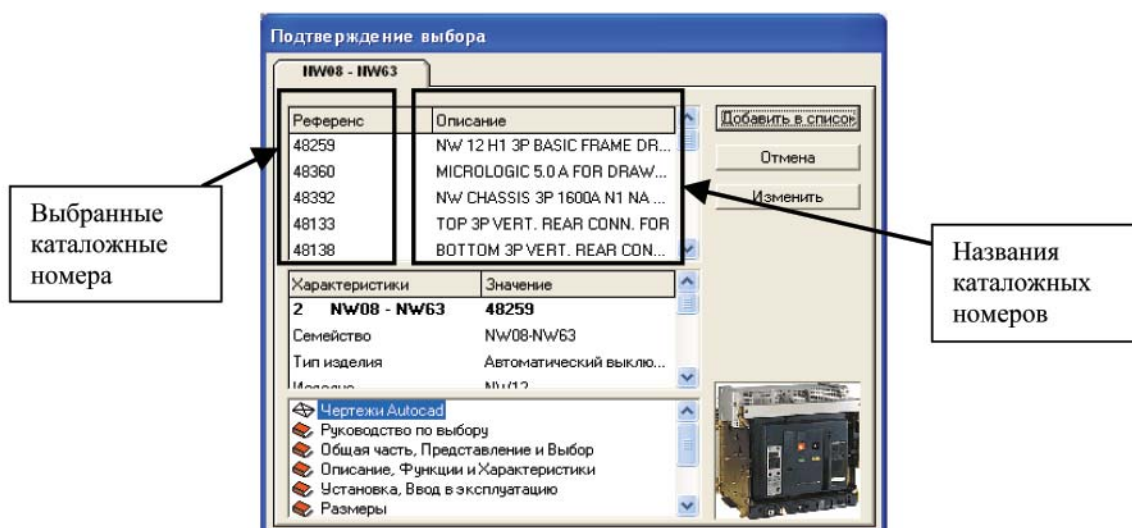 Подтверждение выбора
NW08 - NW63
Референс Описание
48259 NW 12 H1 3P BASIC FRAME DR...
48360 MICROLOGIC 5.0 A FOR DRAW...
48392 NW CHASSIS 3P 1600A N1 NA ...
48133 TOP 3P VERT. REAR CONN. FOR
48138 BOTTOM 3P VERT. REAR CON...
Добавить в список
Отмена
Изменить
Выбранные
каталожные
номера
Названия
каталожных
номеров
Характеристики Значение
2 NW08 - NW63 48259
Семейство NW08-NW63
Тип изделия Автоматический выклю...
Изделие NW12
Чертежи Autocad
Руководство по выбору
Общая часть, Представление и Выбор
Описание, Функции и Характеристики
Установка, Ввод в эксплуатацию
Размеры